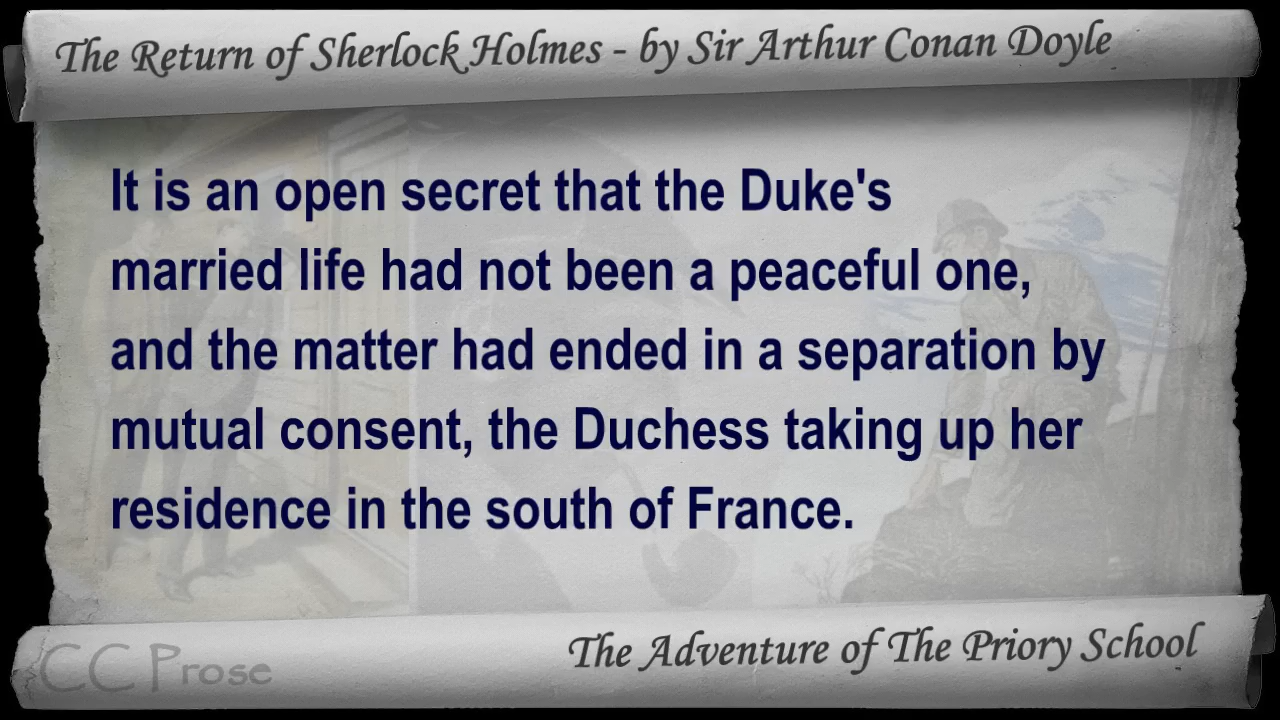 The Return of Sherlock Holmes - by Sir Arthur Conan Doyle
It is an open secret that the Duke's
married life had not been a peaceful one,
and the matter had ended in a separation by
mutual consent, the Duchess taking up her
residence in the south of France.
CC Prose
The Adventure of The Priory School